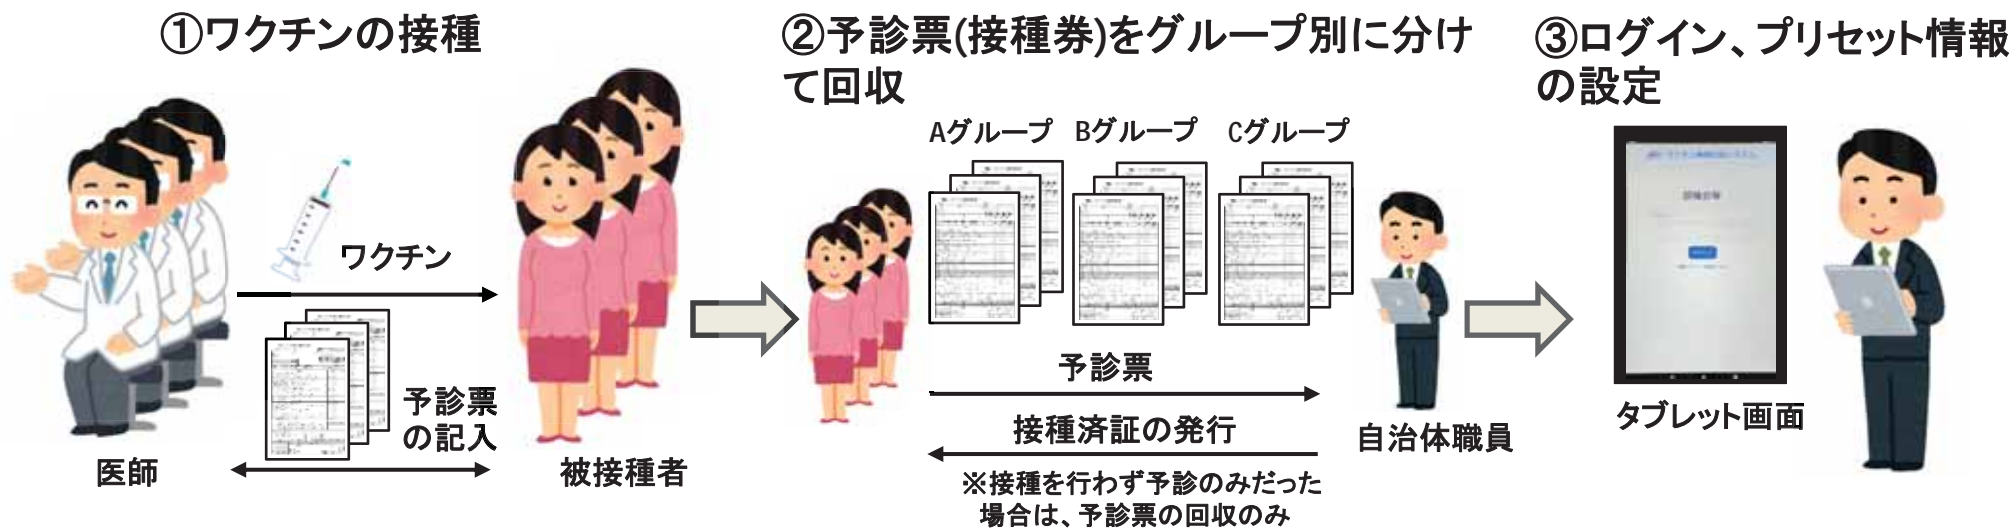 ①ワクチンの接種
②予診票(接種券)をグループ別に分け
て回収
③ログイン、プリセット情報
の設定
Aグループ
Bグループ
Cグループ
ワクチン
予診票
の記入
医師
被接種者
予診票
接種済証の発行
※接種を行わず予診のみだった
場合は、予診票の回収のみ
自治体職員
タブレット画面